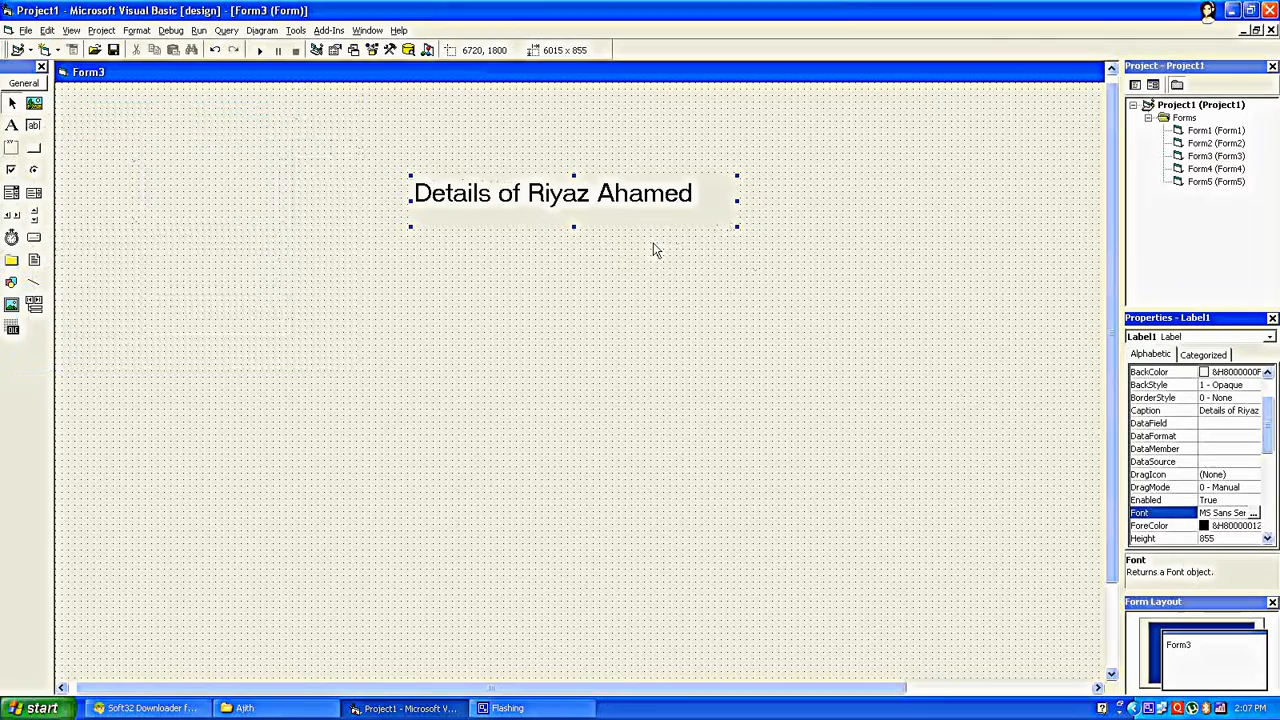 Project1 - Microsoft Visual Basic [design] - [Form3 (Form)]
File Edit View Project Format Debug Run Query Diagram Tools Add-Ins Window Help
6720, 1800 6015 x 855
General
Form3
Project - Project1
Project1 (Project1)
Forms
Form1 (Form1)
Form2 (Form2)
Form3 (Form3)
Form4 (Form4)
Form5 (Form5)
Details of Riyaz Ahamed
Properties - Label1
Label1 Label
Alphabetic Categorized
BackColor &H8000000F
BackStyle 1 - Opaque
BorderStyle 0 - None
Caption Details of Riyaz
DataField
DataFormat
DataMember
DataSource
DragIcon (None)
DragMode 0 - Manual
Enabled True
Font MS Sans Ser ...
ForeColor &H80000012
Height 855
Font
Returns a Font object.
Form Layout
Form3
start Soft32 Downloader f... Ajith Project1 - Microsoft V... Flashing 2:07 PM